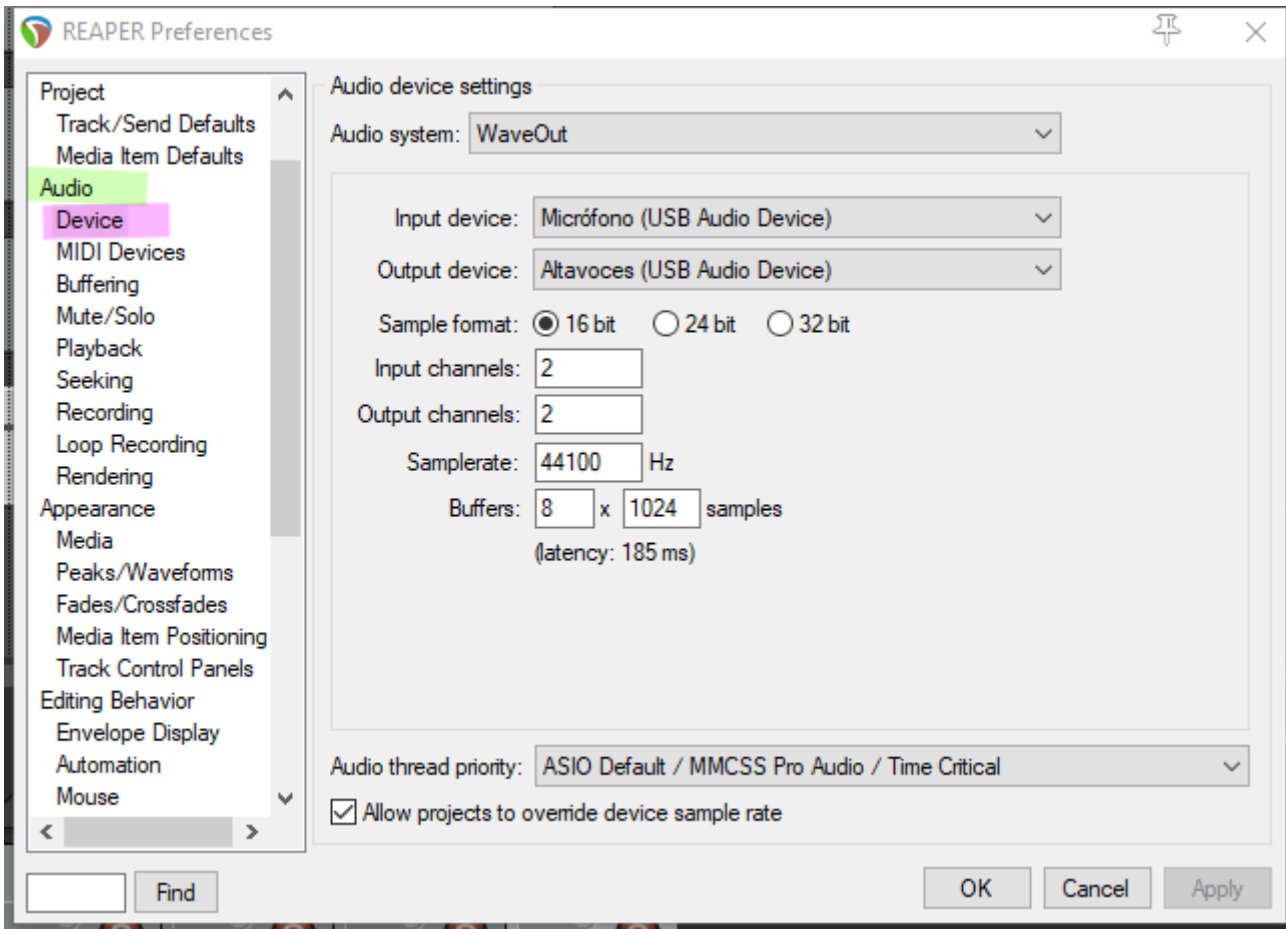 REAPER Preferences
Project
Track/Send Defaults
Media Item Defaults
Audio
Device
MIDI Devices
Buffering
Mute/Solo
Playback
Seeking
Recording
Loop Recording
Rendering
Appearance
Media
Peaks/Waveforms
Fades/Crossfades
Media Item Positioning
Track Control Panels
Editing Behavior
Envelope Display
Automation
Mouse
Find
Audio device settings
Audio system: WaveOut
Input device: Micrófono (USB Audio Device)
Output device: Altavoces (USB Audio Device)
Sample format: 16 bit 24 bit 32 bit
Input channels: 2
Output channels: 2
Samplerate: 44100 Hz
Buffers: 8 x 1024 samples
(latency: 185 ms)
Audio thread priority: ASIO Default / MMCSS Pro Audio / Time Critical
Allow projects to override device sample rate
OK Cancel Apply